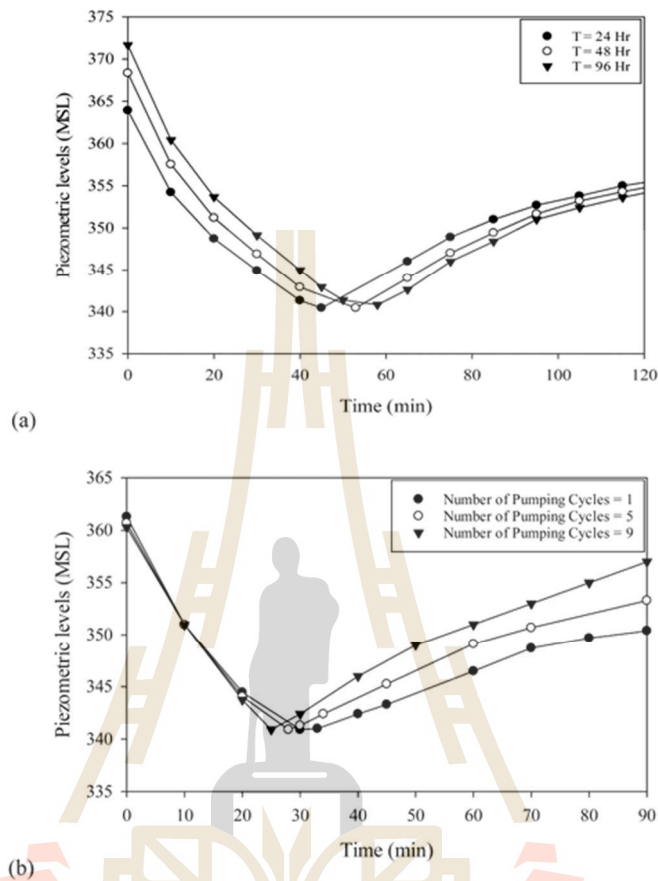 375
370
365
360
355
350
345
340
335
Piezometric levels (MSL)
T = 24 Hr
T = 48 Hr
T = 96 Hr
0 20 40 60 80 100 120
Time (min)
(a)
365
360
355
350
345
340
335
Piezometric levels (MSL)
Number of Pumping Cycles = 1
Number of Pumping Cycles = 5
Number of Pumping Cycles = 9
0 10 20 30 40 50 60 70 80 90
Time (min)
(b)